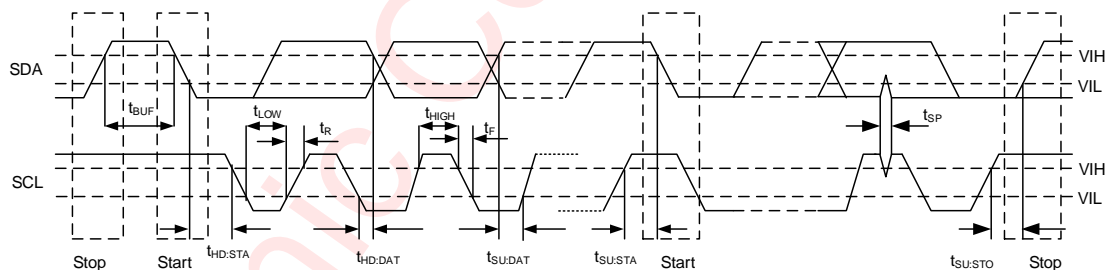 SDA
VIH
VIL
tBUF
tLOW
tR
tHIGH
tF
tSP
SCL
VIH
VIL
tHD:STA
tHD:DAT
tSU:DAT
tSU:STA
tSU:STO
Stop
Start
Start
Stop